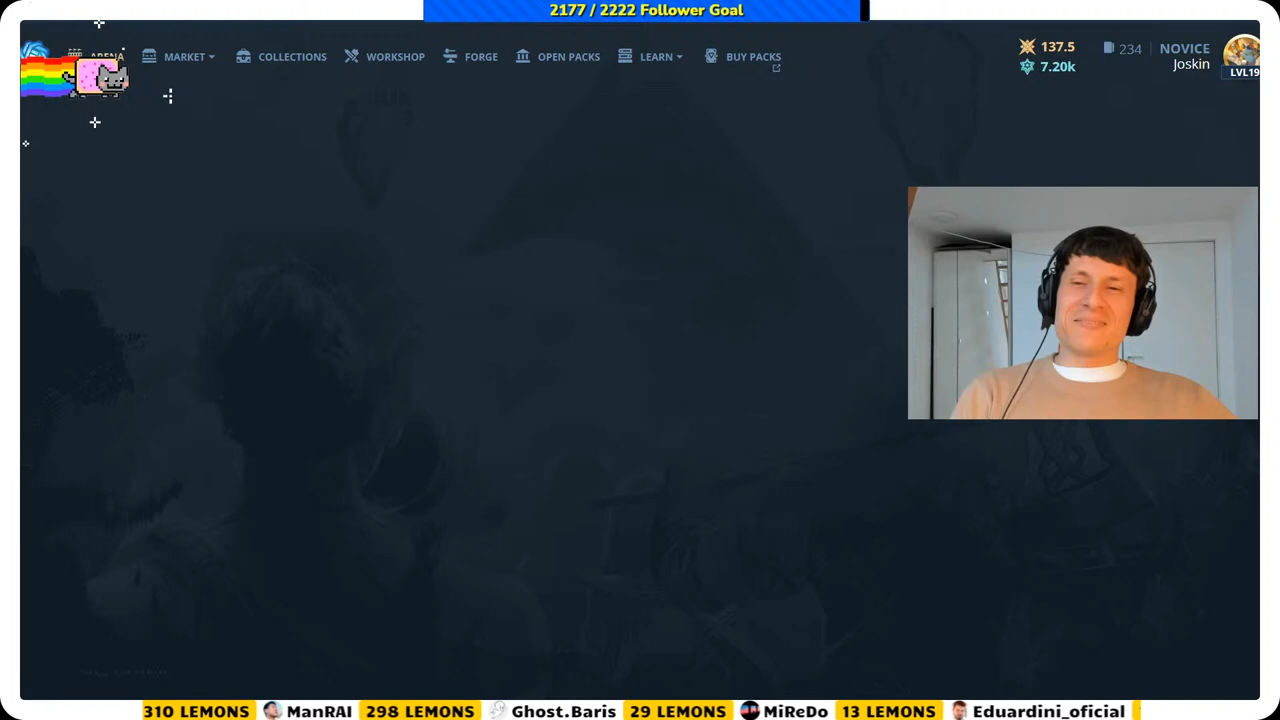 2177 / 2222 Follower Goal
ARENA MARKET COLLECTIONS WORKSHOP FORGE OPEN PACKS LEARN BUY PACKS
137.5 234 NOVICE
7.20k Joskin
LVL19
310 LEMONS ManRAI 298 LEMONS Ghost.Baris 29 LEMONS MiReDo 13 LEMONS Eduardini_oficial